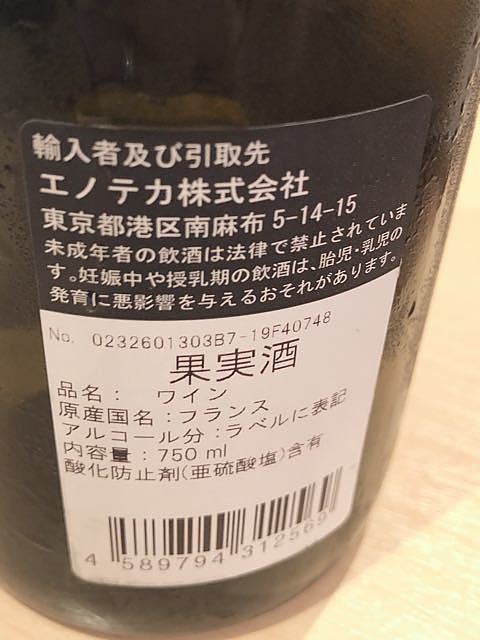 輸入者及び引取先
エノテカ株式会社
東京都港区南麻布 5-14-15
未成年者の飲酒は法律で禁止されていま
す。妊娠中や授乳期の飲酒は、胎児・乳児の
発育に悪影響を与えるおそれがあります。
No. 0232601303B7-19F40748
果実酒
品名： ワイン
原産国名：フランス
アルコール分：ラベルに表記
内容量：750 ml
酸化防止剤(亜硫酸塩)含有
4 589794 312569